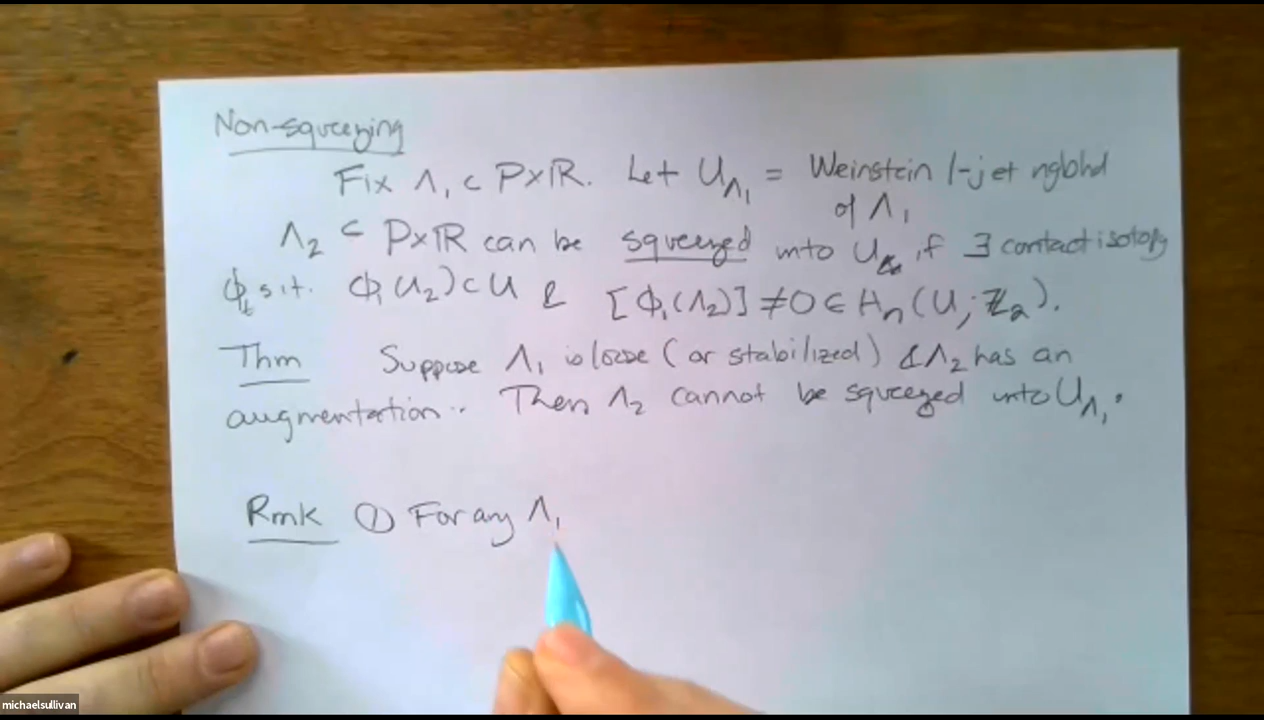 Non-squeezing
Fix Λ₁ ⊂ P×ℝ. Let U_Λ₁ = Weinstein 1-jet ngbhd
of Λ₁
Λ₂ ⊂ P×ℝ can be squeezed into U if ∃ contact isotopy
ϕₜ s.t. ϕ₁(Λ₂) ⊂ U & [ϕ₁(Λ₂)] ≠ 0 ∈ Hₙ(U; ℤ₂).
Thm Suppose Λ₁ is loose (or stabilized) & Λ₂ has an
augmentation. Then Λ₂ cannot be squeezed into U_Λ₁.
Rmk ① For any Λ₁
michaelsullivan